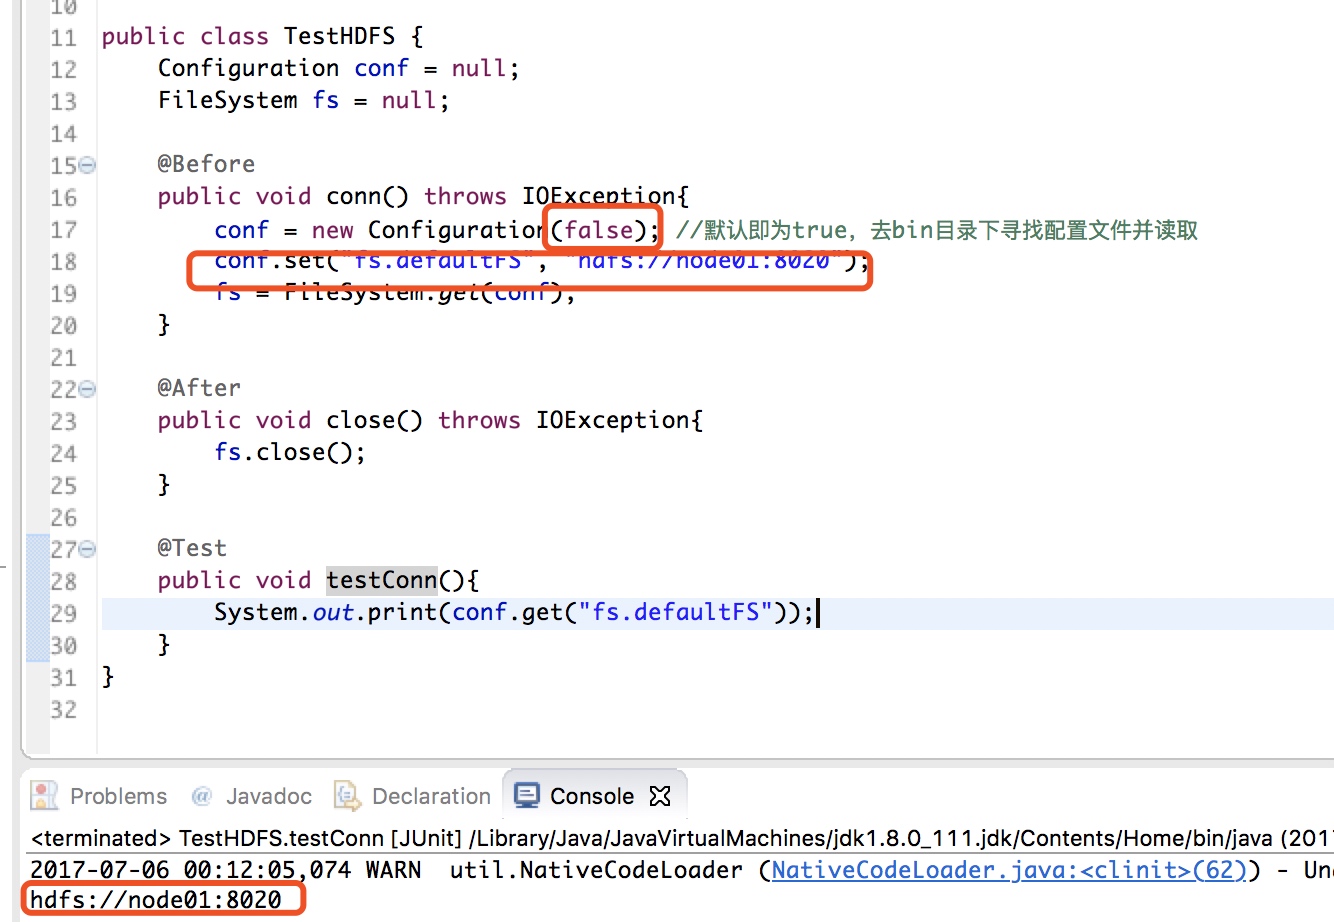 10
11 public class TestHDFS {
12 Configuration conf = null;
13 FileSystem fs = null;
14
15 @Before
16 public void conn() throws IOException{
17 conf = new Configuration(false); //默认即为true，去bin目录下寻找配置文件并读取
18 conf.set("fs.defaultFS", "hdfs://node01:8020");
19 fs = FileSystem.get(conf);
20 }
21
22 @After
23 public void close() throws IOException{
24 fs.close();
25 }
26
27 @Test
28 public void testConn(){
29 System.out.print(conf.get("fs.defaultFS"));
30 }
31 }
32
Problems @ Javadoc Declaration Console
<terminated> TestHDFS.testConn [JUnit] /Library/Java/JavaVirtualMachines/jdk1.8.0_111.jdk/Contents/Home/bin/java (201
2017-07-06 00:12:05,074 WARN util.NativeCodeLoader (NativeCodeLoader.java:<clinit>(62)) - Un
hdfs://node01:8020